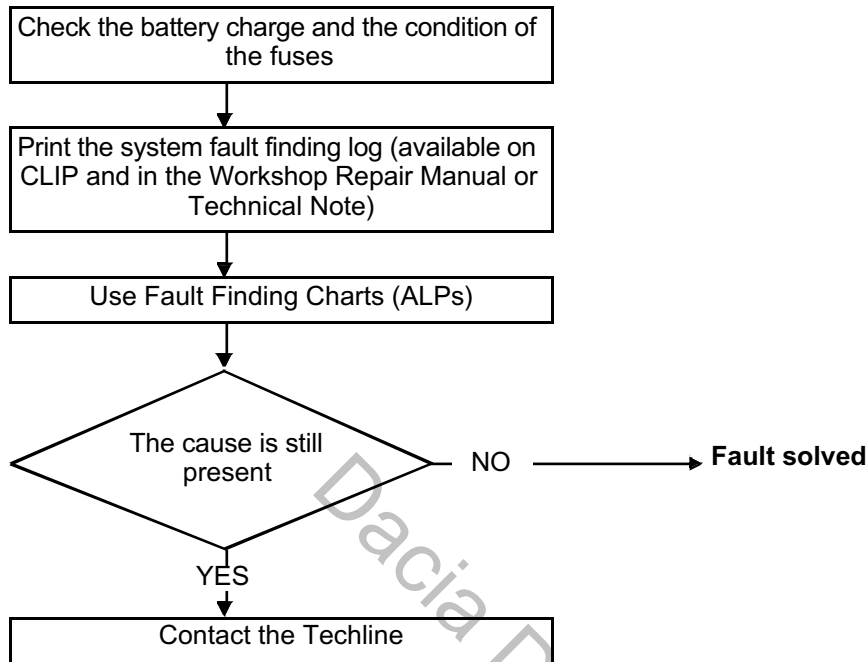 Check the battery charge and the condition of
the fuses
Print the system fault finding log (available on
CLIP and in the Workshop Repair Manual or
Technical Note)
Use Fault Finding Charts (ALPs)
The cause is still
present
NO
Fault solved
YES
Contact the Techline
Dacia